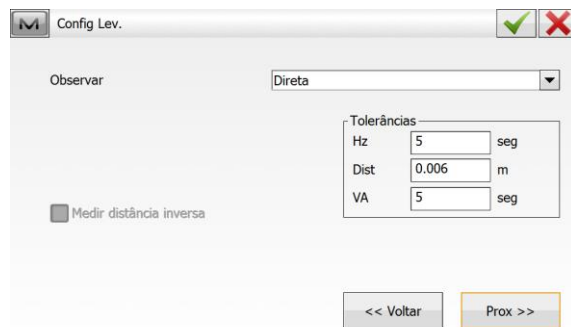 Config Lev.
Observar Direta
Tolerâncias
Hz 5 seg
Dist 0.006 m
VA 5 seg
Medir distância inversa
<< Voltar Prox >>